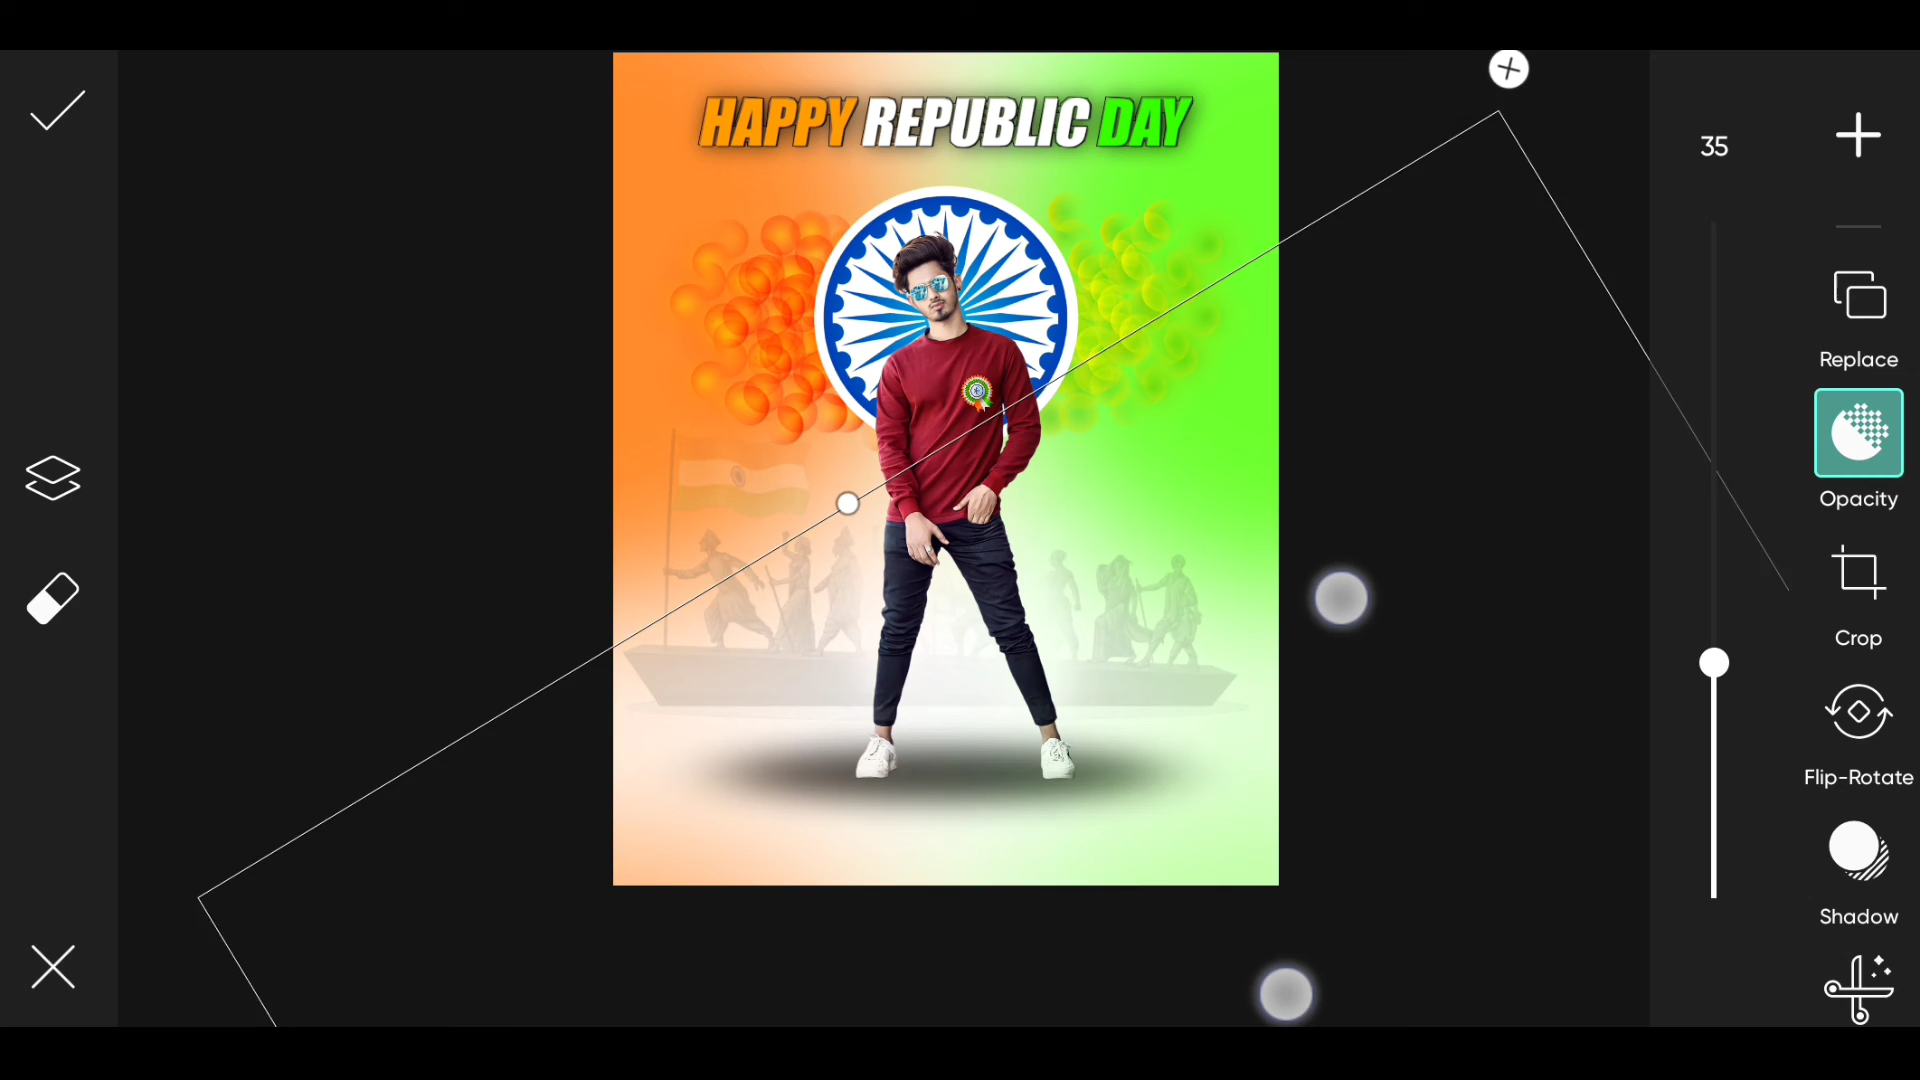 HAPPY REPUBLIC DAY
35
Replace
Opacity
Crop
Flip-Rotate
Shadow